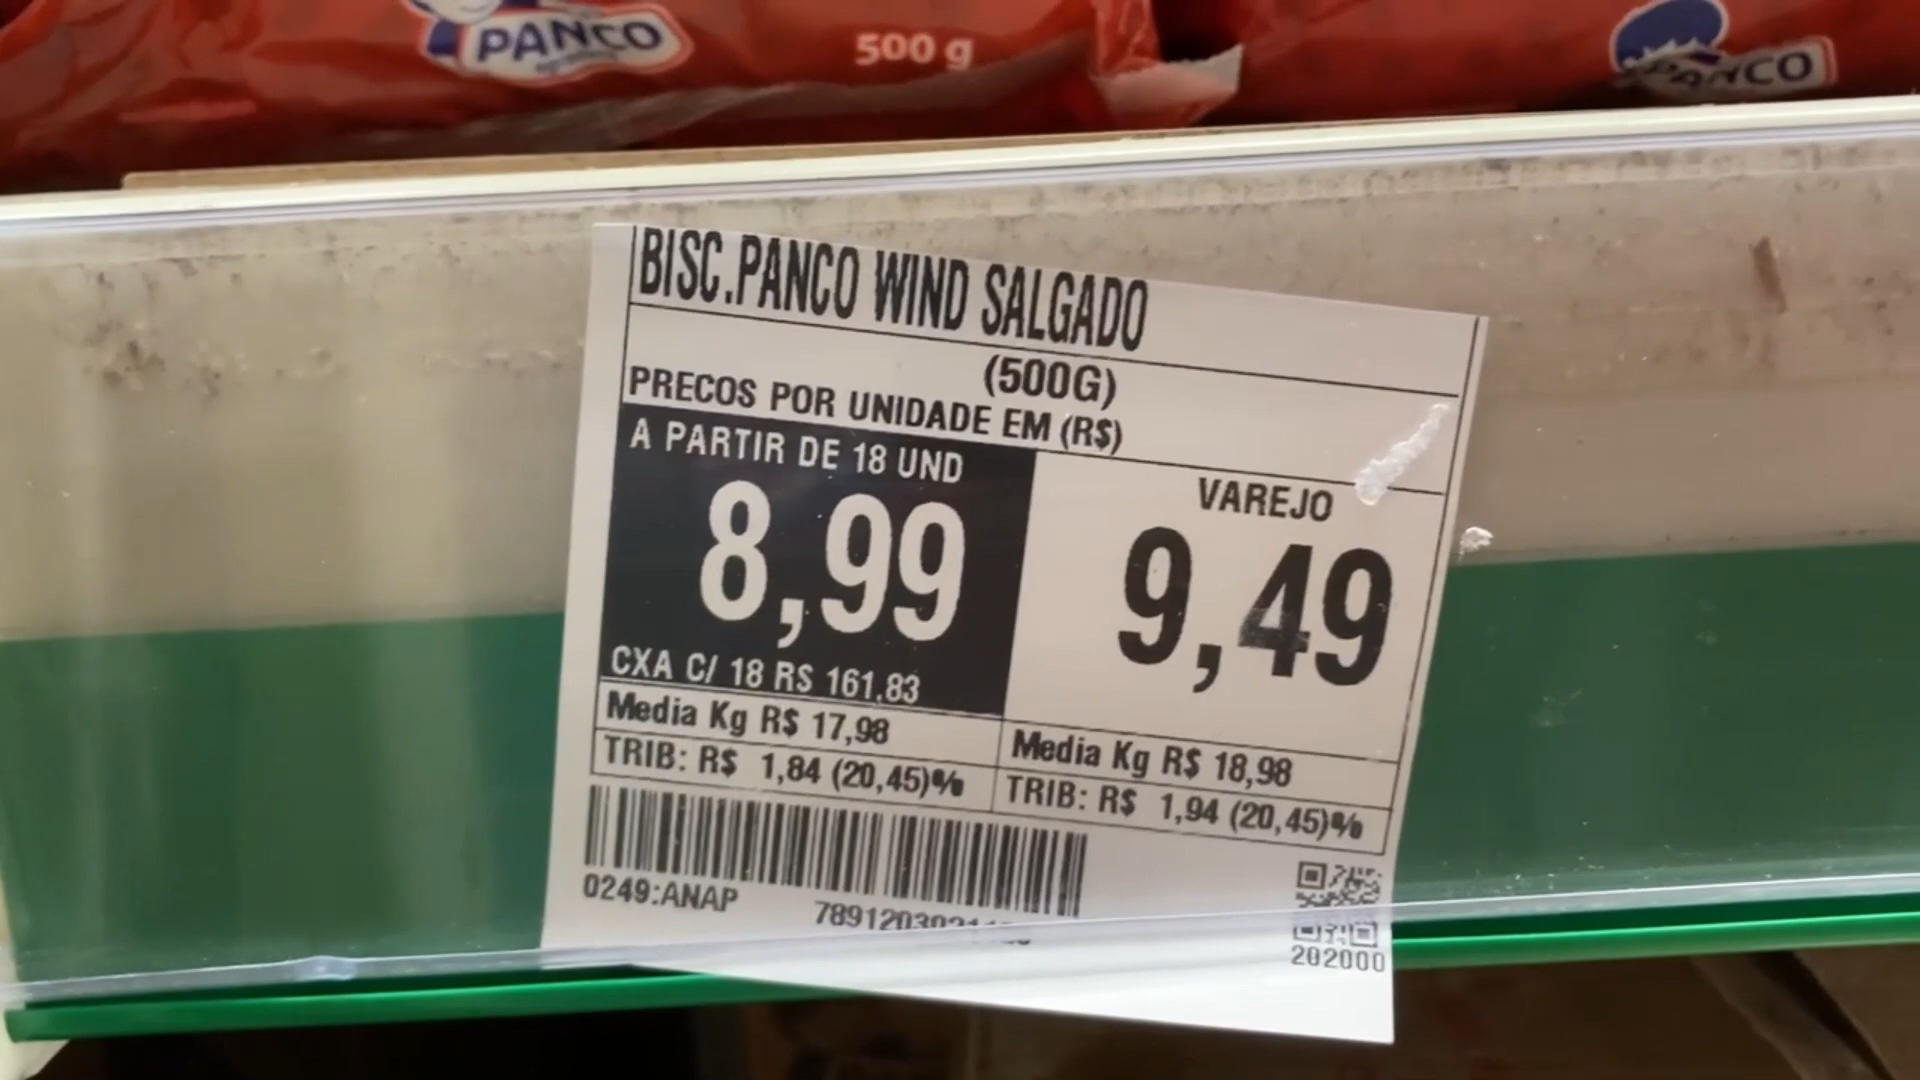 PANCO
500 g
PANCO
BISC.PANCO WIND SALGADO
(500G)
PRECOS POR UNIDADE EM (R$)
A PARTIR DE 18 UND
8,99
CXA C/ 18 RS 161,83
VAREJO
9,49
Media Kg R$ 17,98
Media Kg R$ 18,98
TRIB: R$ 1,84 (20,45)%
TRIB: R$ 1,94 (20,45)%
0249:ANAP
202000